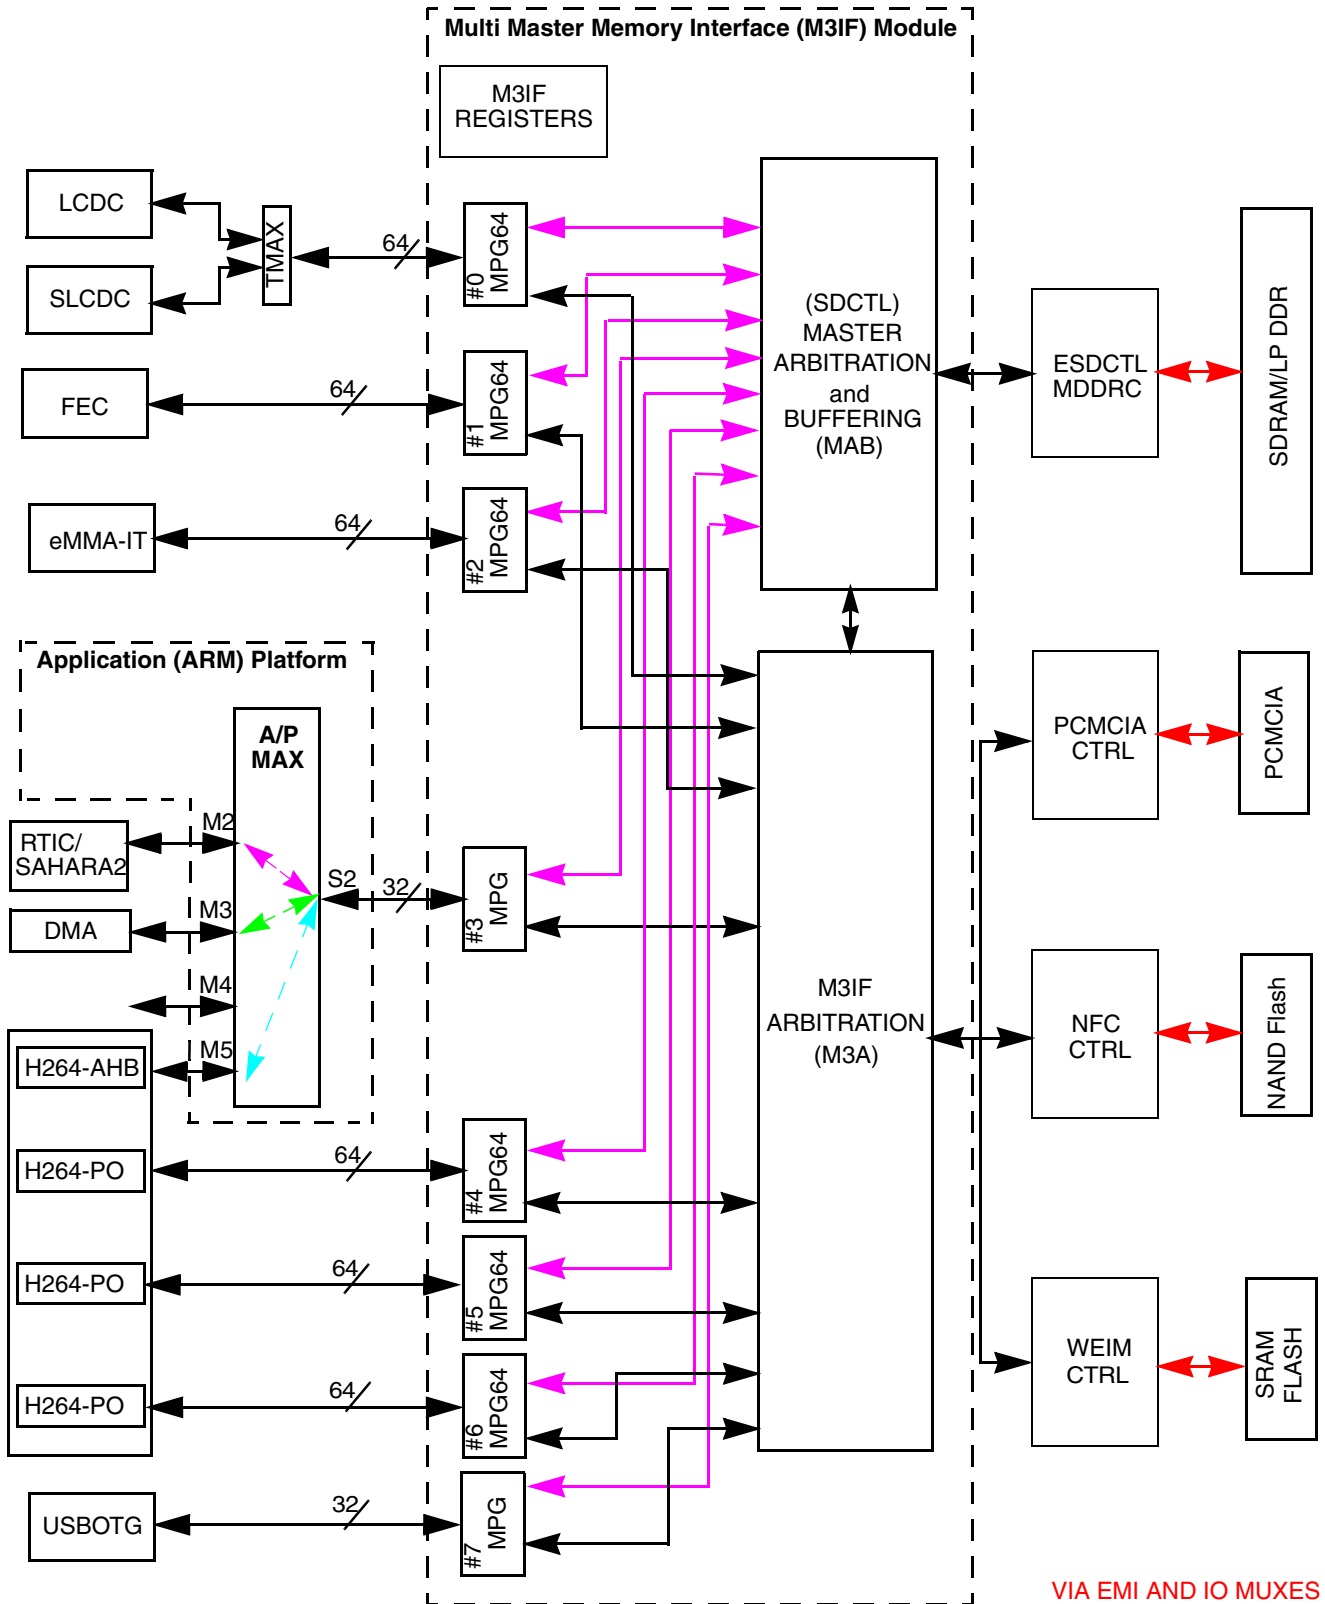 Multi Master Memory Interface (M3IF) Module
M3IF
REGISTERS
LCDC
SLCDC
TMAX
64
#0
MPG64
FEC
64
#1
MPG64
eMMA-IT
64
#2
MPG64
(SDCTL)
MASTER
ARBITRATION
and
BUFFERING
(MAB)
ESDCTL
MDDRC
SDRAM/LP DDR
Application (ARM) Platform
A/P
MAX
RTIC/
SAHARA2
M2
DMA
M3
M4
M5
S2
32
#3
MPG
H264-AHB
H264-PO
64
#4
MPG64
H264-PO
64
#5
MPG64
H264-PO
64
#6
MPG64
USBOTG
32
#7
MPG
M3IF
ARBITRATION
(M3A)
PCMCIA
CTRL
PCMCIA
NFC
CTRL
NAND Flash
WEIM
CTRL
SRAM
FLASH
VIA EMI AND IO MUXES